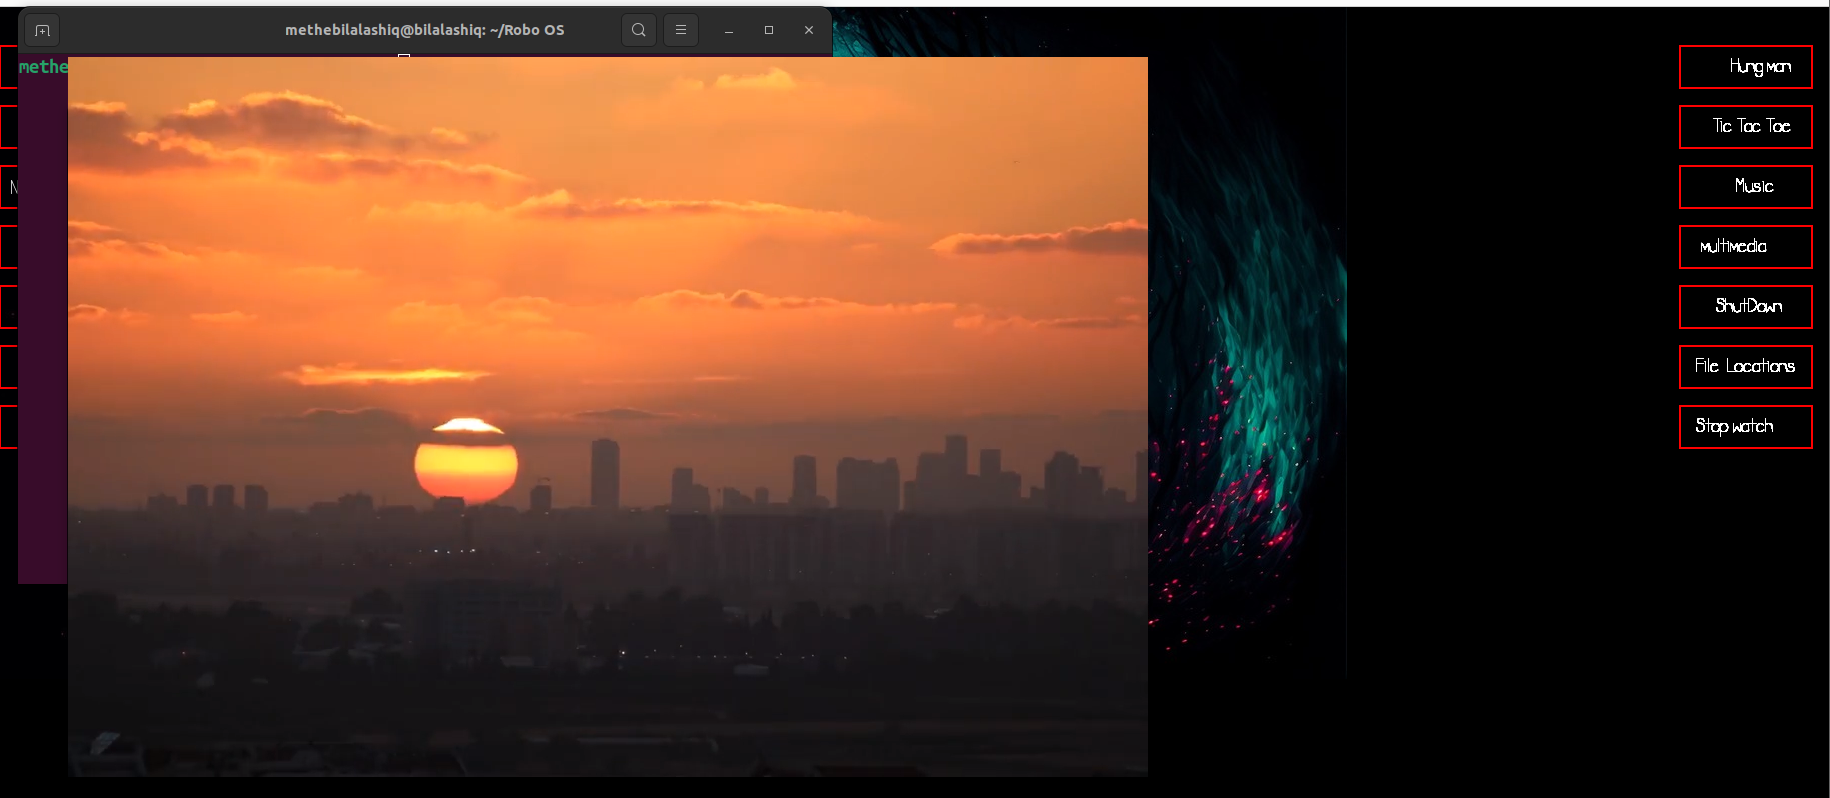 methebilalashiq@bilalashiq: ~/Robo OS
methe
N
Hung man
Tic Tac Toe
Music
multimedia
ShutDown
File Locations
Stop watch